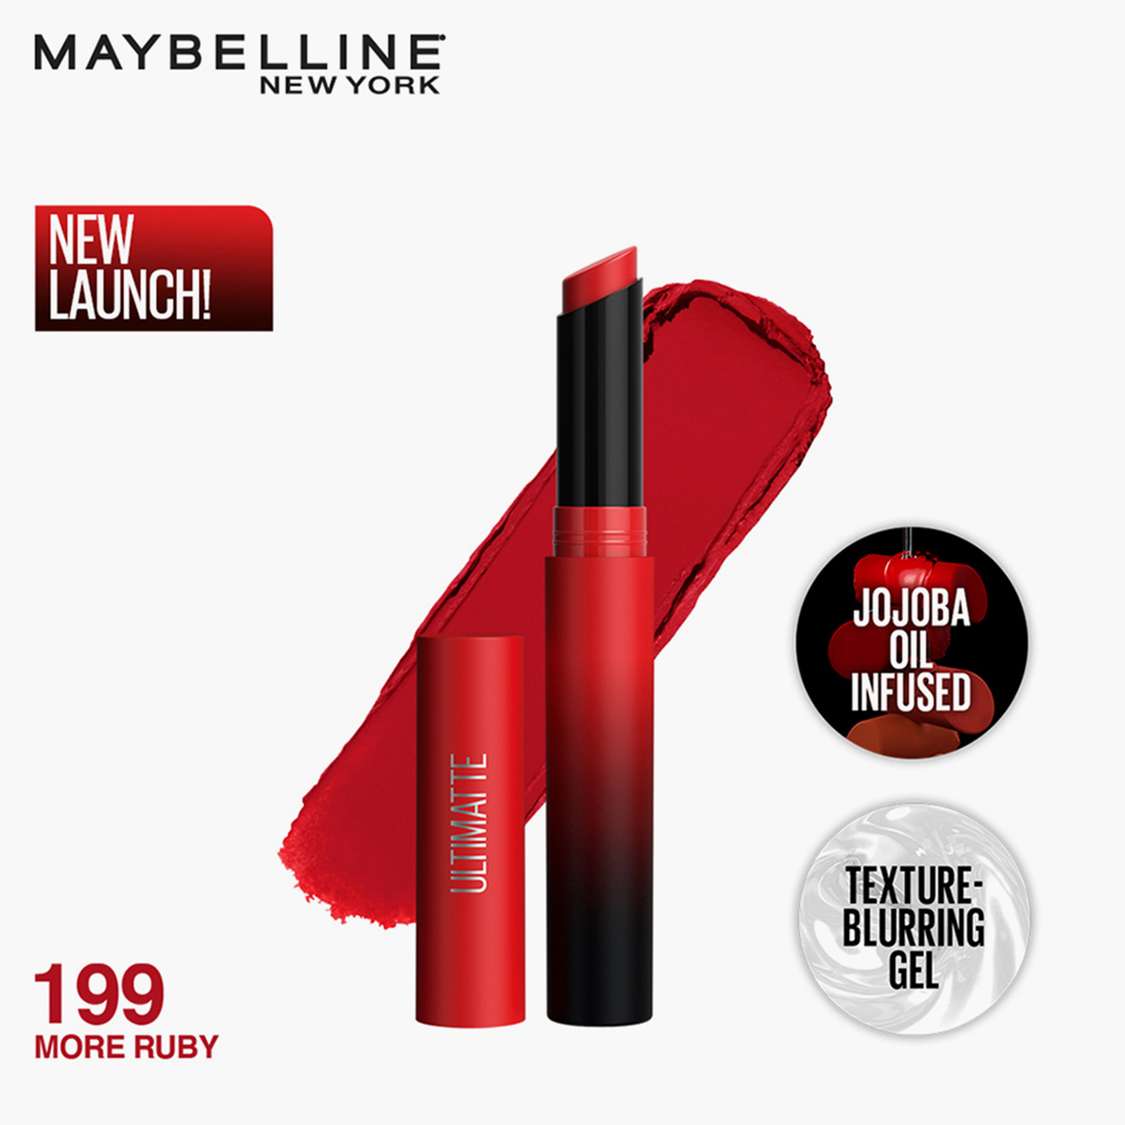 MAYBELLINE
NEW YORK
NEW
LAUNCH!
ULTIMATTE
JOJOBA
OIL
INFUSED
TEXTURE-
BLURRING
GEL
199
MORE RUBY